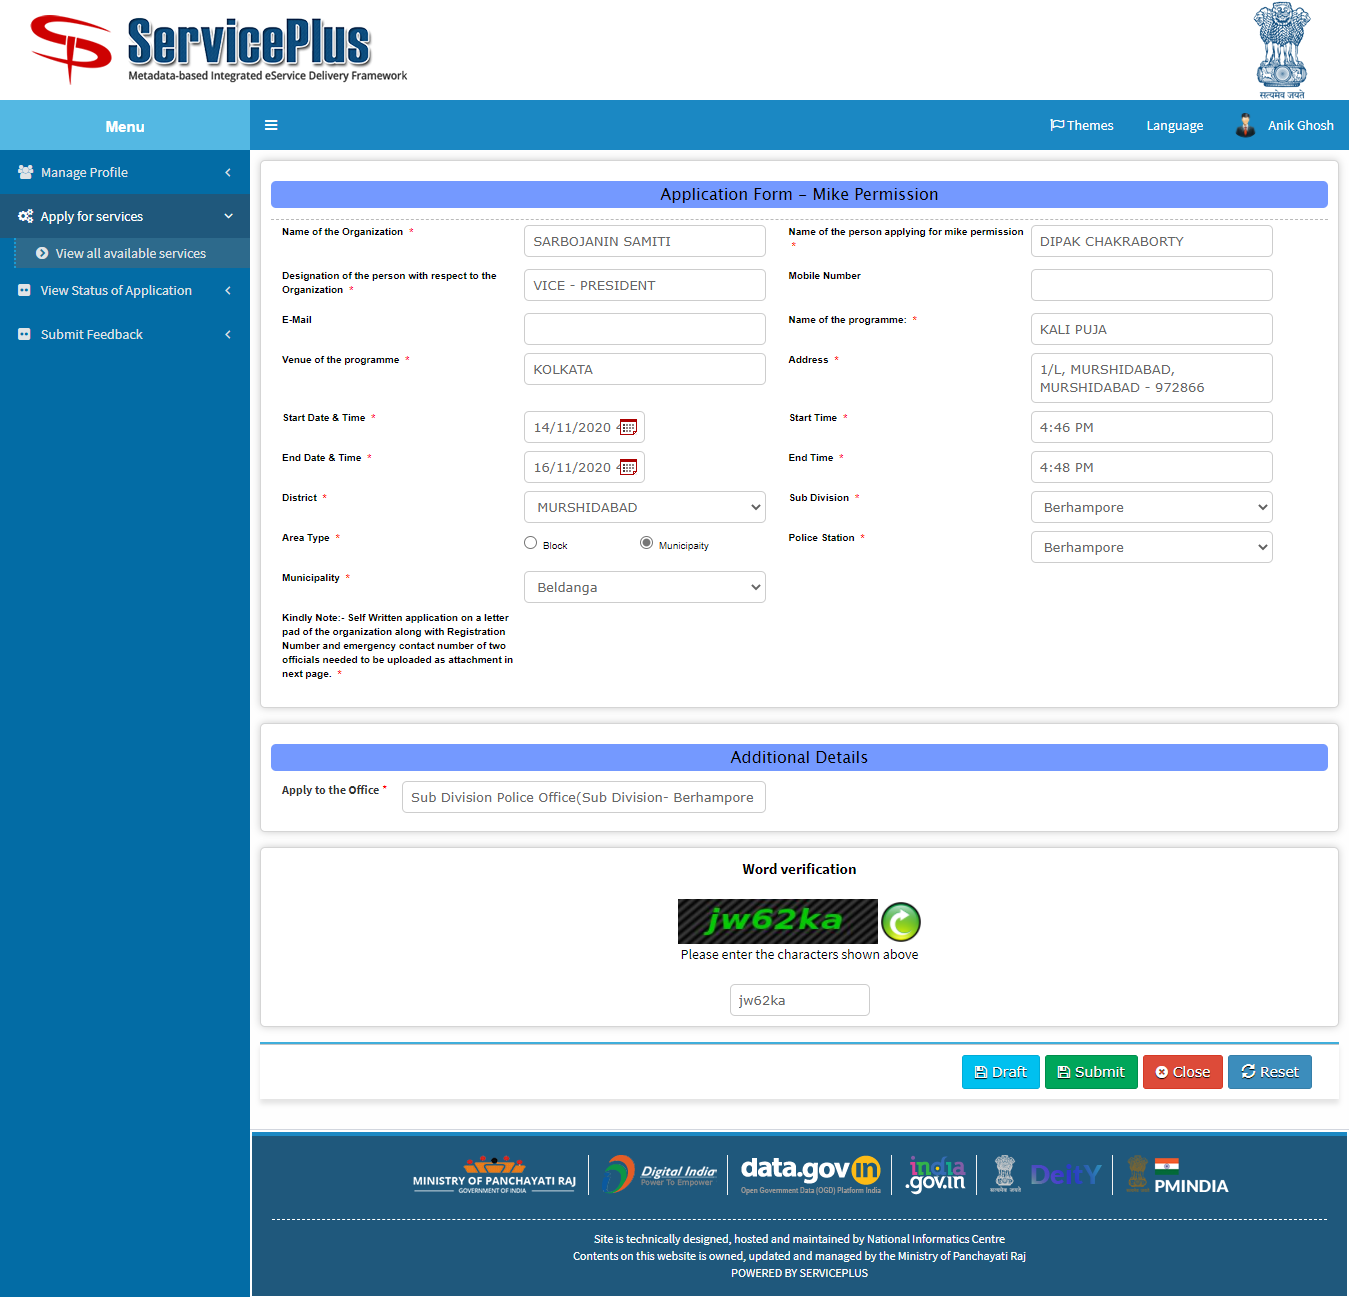 ServicePlus
Metadata-based Integrated eService Delivery Framework
सत्यमेव जयते
Menu
Themes
Language
Anik Ghosh
Manage Profile
Apply for services
View all available services
View Status of Application
Submit Feedback
Application Form - Mike Permission
Name of the Organization *
SARBOJANIN SAMITI
Name of the person applying for mike permission
*
DIPAK CHAKRABORTY
Designation of the person with respect to the
Organization *
VICE - PRESIDENT
Mobile Number
E-Mail
Name of the programme: *
KALI PUJA
Venue of the programme *
KOLKATA
Address *
1/L, MURSHIDABAD,
MURSHIDABAD - 972866
Start Date & Time *
14/11/2020
Start Time *
4:46 PM
End Date & Time *
16/11/2020
End Time *
4:48 PM
District *
MURSHIDABAD
Sub Division *
Berhampore
Area Type *
Block
Municipaity
Police Station *
Berhampore
Municipality *
Beldanga
Kindly Note:- Self Written application on a letter
pad of the organization along with Registration
Number and emergency contact number of two
officials needed to be uploaded as attachment in
next page. *
Additional Details
Apply to the Office *
Sub Division Police Office(Sub Division- Berhampore
Word verification
jw62ka
Please enter the characters shown above
jw62ka
Draft
Submit
Close
Reset
MINISTRY OF PANCHAYATI RAJ
GOVERNMENT OF INDIA
Digital India
Power To Empower
data.gov in
Open Government Data (OGD) Platform India
india
.gov.in
सत्यमेव जयते
DeitY
PMINDIA
Site is technically designed, hosted and maintained by National Informatics Centre
Contents on this website is owned, updated and managed by the Ministry of Panchayati Raj
POWERED BY SERVICEPLUS